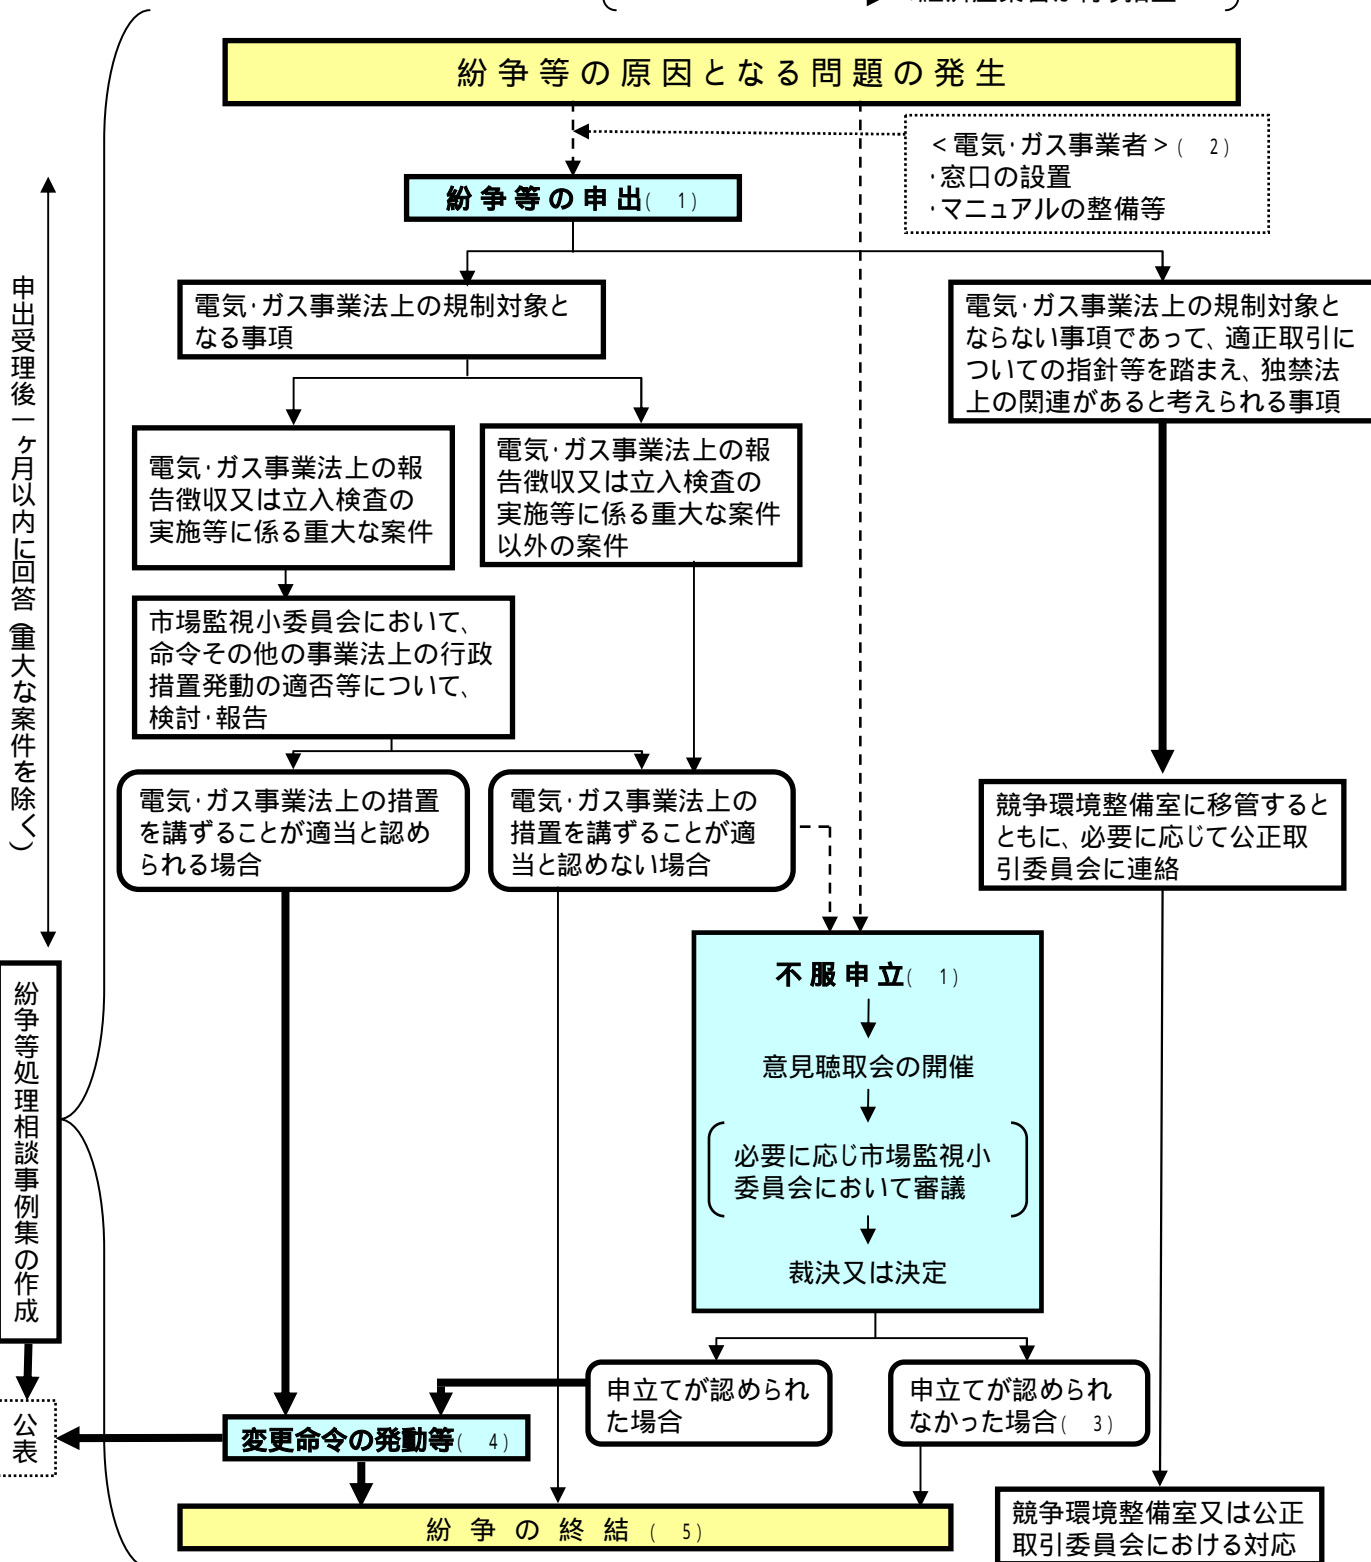 紛争等の原因となる問題の発生
<電気・ガス事業者>( 2)
・窓口の設置
・マニュアルの整備等
紛争等の申出( 1)
申出受理後一ヶ月以内に回答(重大な案件を除く)
電気・ガス事業法上の規制対象と
なる事項
電気・ガス事業法上の規制対象と
ならない事項であって、適正取引に
ついての指針等を踏まえ、独禁法
上の関連があると考えられる事項
電気・ガス事業法上の報
告徴収又は立入検査の
実施等に係る重大な案件
電気・ガス事業法上の報
告徴収又は立入検査の
実施等に係る重大な案件
以外の案件
市場監視小委員会において、
命令その他の事業法上の行政
措置発動の適否等について、
検討・報告
電気・ガス事業法上の措置
を講ずることが適当と認め
られる場合
電気・ガス事業法上の
措置を講ずることが適
当と認めない場合
競争環境整備室に移管すると
ともに、必要に応じて公正取
引委員会に連絡
不服申立( 1)
意見聴取会の開催
必要に応じ市場監視小
委員会において審議
裁決又は決定
紛争等処理相談事例集の作成
申立てが認められ
た場合
申立てが認められ
なかった場合( 3)
公表
変更命令の発動等( 4)
紛争の終結( 5)
競争環境整備室又は公正
取引委員会における対応